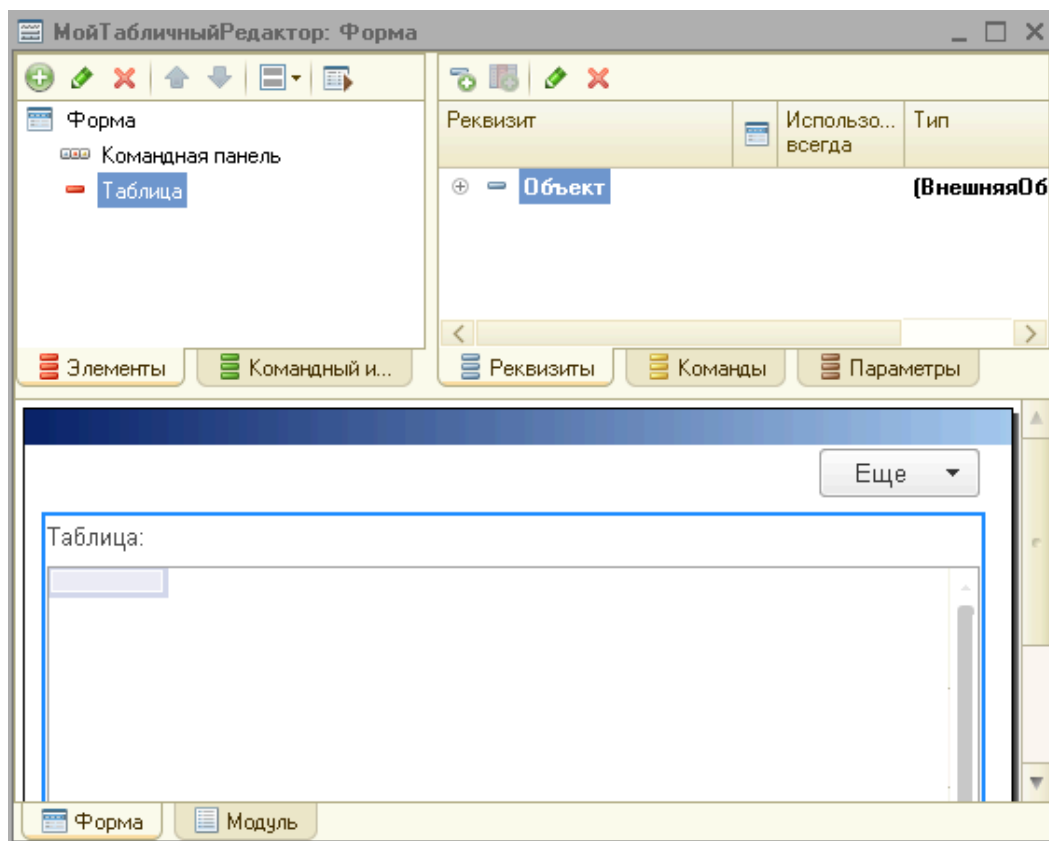 МойТабличныйРедактор: Форма
Форма
Командная панель
Таблица
Элементы
Командный и...
Реквизит
Использо...
всегда
Тип
Объект
(ВнешняяОб
Реквизиты
Команды
Параметры
Еще
Таблица:
Форма
Модуль